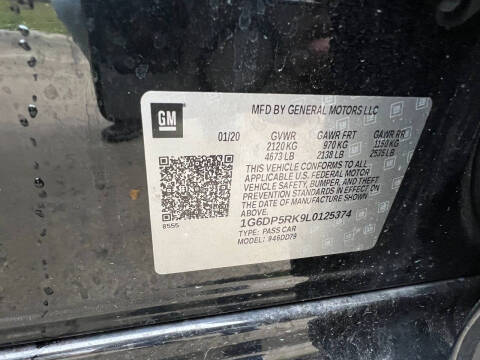 MFD BY GENERAL MOTORS LLC
GM
01/20 GVWR GAWR FRT GAWR RR
2120 KG 970 KG 1150 KG
4673 LB 2138 LB 2535 LB
THIS VEHICLE CONFORMS TO ALL
APPLICABLE U.S. FEDERAL MOTOR
VEHICLE SAFETY, BUMPER, AND THEFT
PREVENTION STANDARDS IN EFFECT ON
THE DATE OF MANUFACTURE SHOWN ABOVE.
1G6DP5RK9L0125374
8555
TYPE: PASS CAR
MODEL: 946DD79